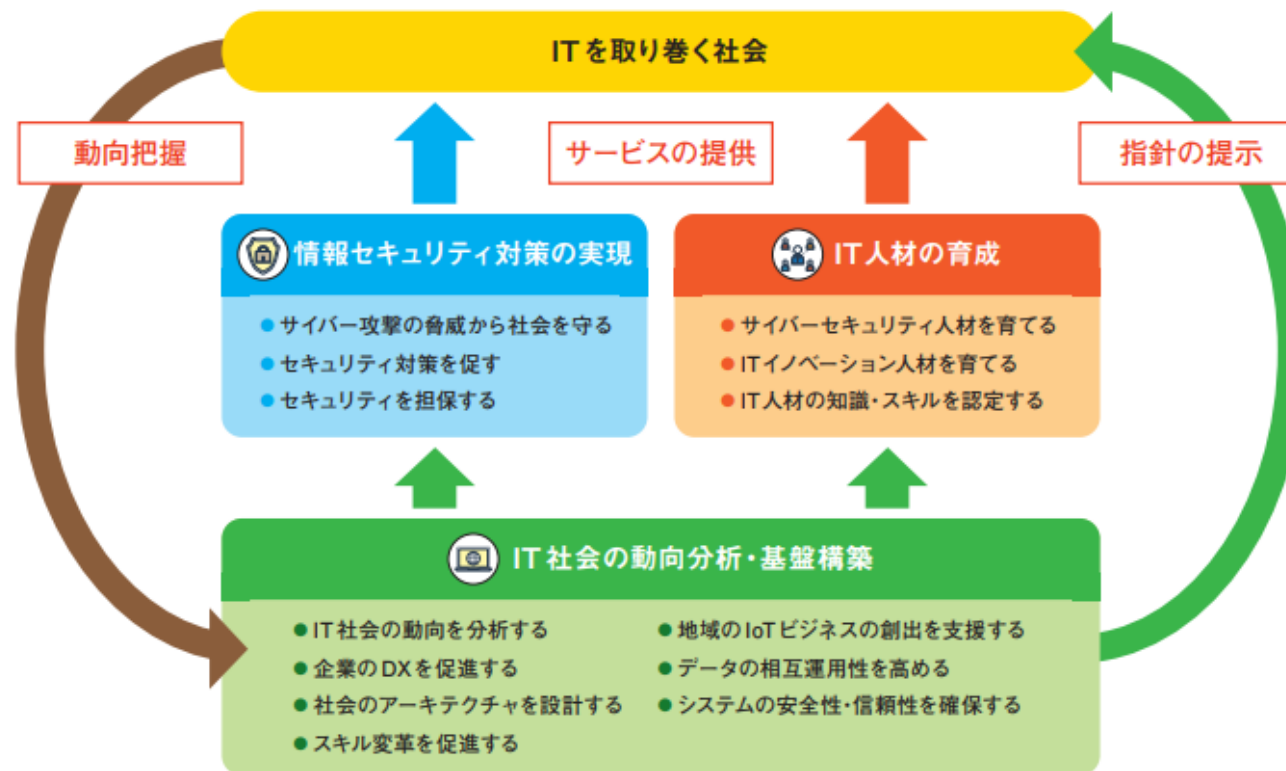 ITを取り巻く社会
動向把握
サービスの提供
指針の提示
情報セキュリティ対策の実現
サイバー攻撃の脅威から社会を守る
セキュリティ対策を促す
セキュリティを担保する
IT人材の育成
サイバーセキュリティ人材を育てる
ITイノベーション人材を育てる
IT人材の知識・スキルを認定する
IT社会の動向分析・基盤構築
IT社会の動向を分析する
企業のDXを促進する
社会のアーキテクチャを設計する
スキル変革を促進する
地域のIoTビジネスの創出を支援する
データの相互運用性を高める
システムの安全性・信頼性を確保する